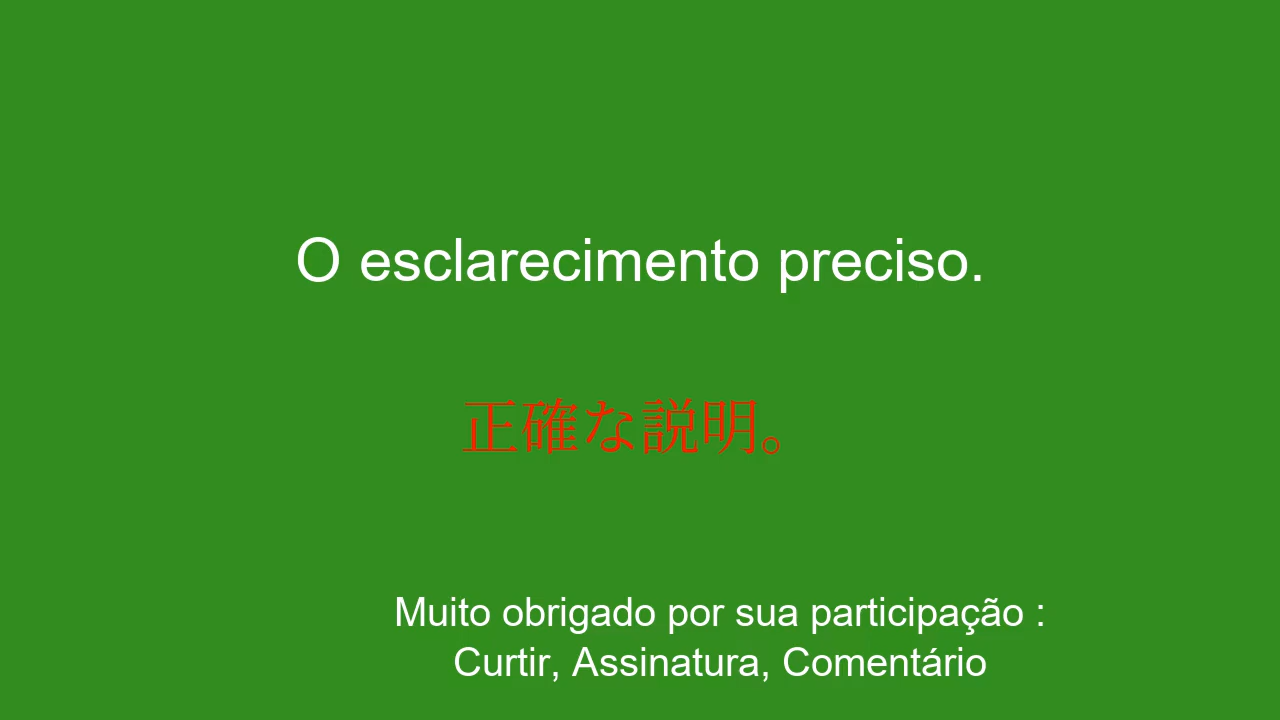 O esclarecimento preciso.
正確な説明。
Muito obrigado por sua participação :
Curtir, Assinatura, Comentário